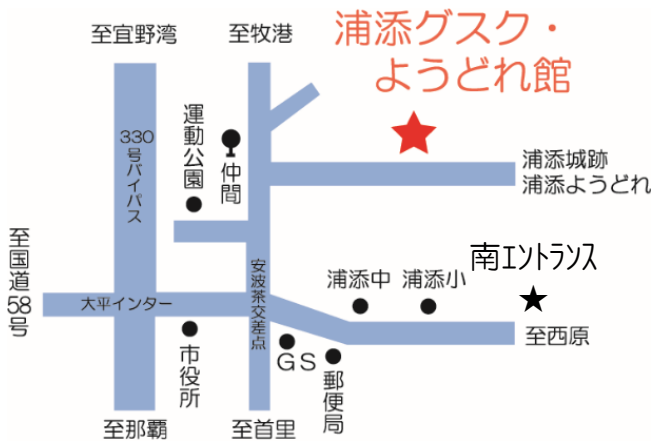 浦添グスク・
ようどれ館
至宜野湾
至牧港
330号バイパス
運動公園
仲間
浦添城跡
浦添ようどれ
至国道58号
大平インター
安波茶交差点
浦添中
浦添小
南エントランス
市役所
GS
郵便局
至西原
至那覇
至首里